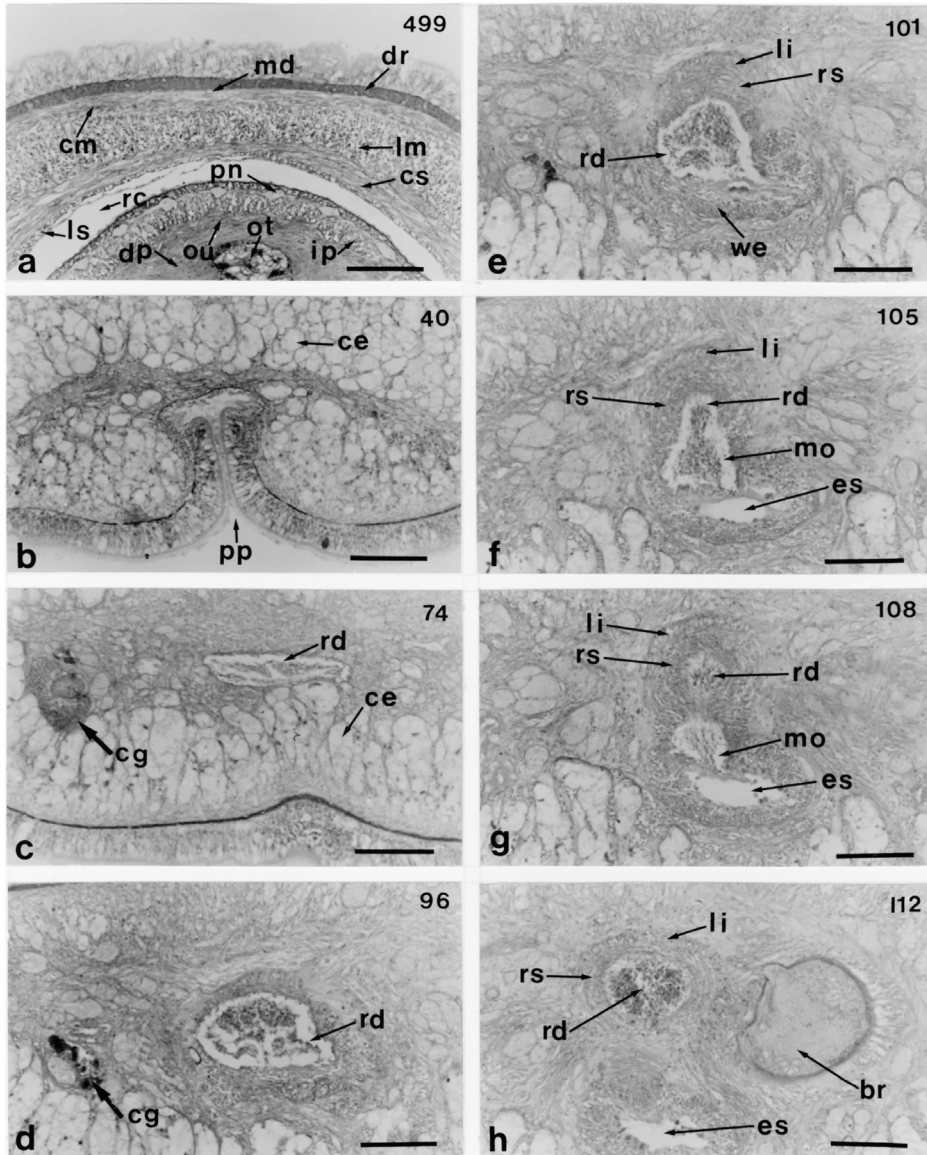 499
md
dr
cm
lm
pn
cs
rc
ls
ot
dp
ou
ip
a
40
ce
pp
b
74
rd
ce
cg
c
96
rd
cg
d
101
li
rs
rd
we
e
105
li
rs
rd
mo
es
f
108
li
rs
rd
mo
es
g
112
li
rs
rd
br
es
h